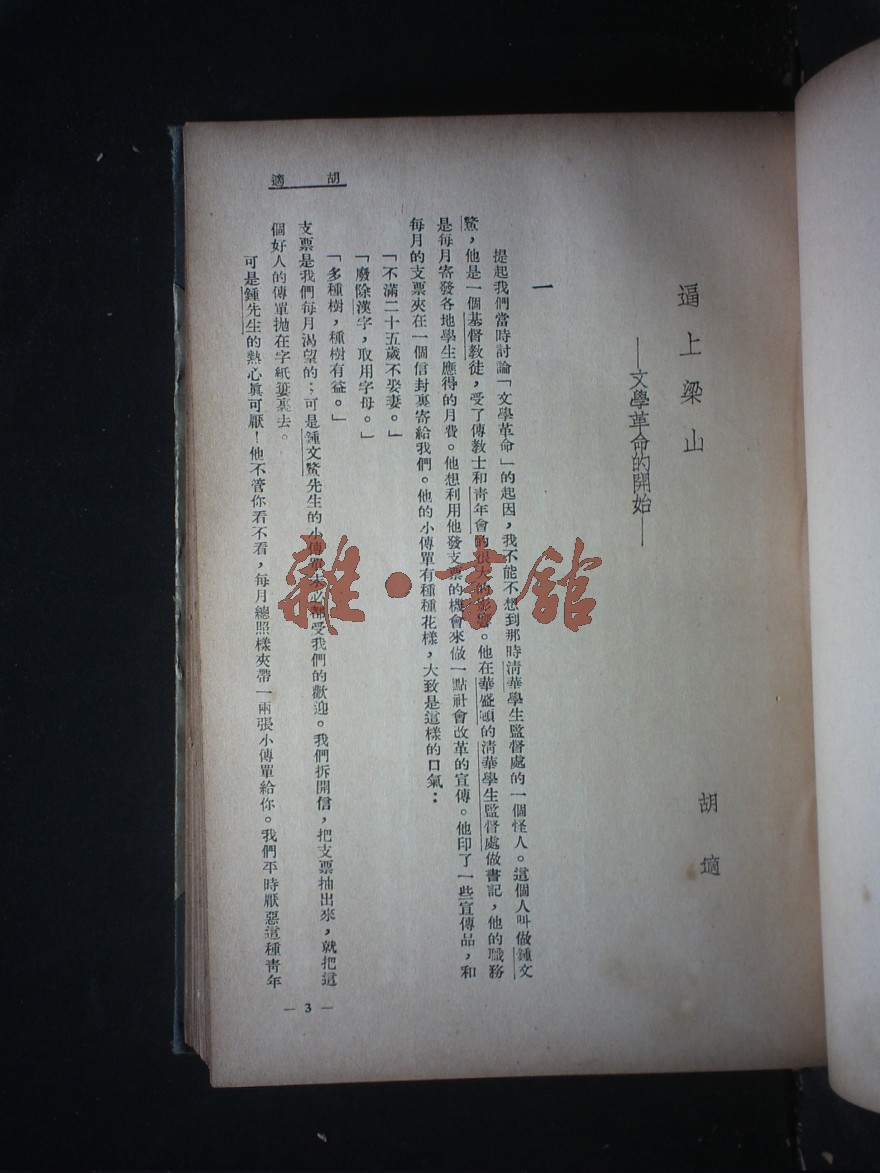 逼上梁山
——文學革命的開始——
胡適
一
提起我們當時討論「文學革命」的起因，我不能不想到那時清華學生監督處的一個怪人。這個人叫做鍾文
鰲，他是一個基督教徒，受了傳教士和青年會的很大的影響。他在華盛頓的清華學生監督處做書記，他的職務
是每月寄發各地學生應得的月費。他想利用他發支票的機會來做一點社會改革的宣傳。他印了一些宣傳品，和
每月的支票夾在一個信封裏寄給我們。他的小傳單有種種花樣，大致是這樣的口氣：
「不滿二十五歲不娶妻。」
「廢除漢字，取用字母。」
「多種樹，種樹有益。」
支票是我們每月渴望的；可是鍾文鰲先生的小傳單未必都受我們的歡迎。我們拆開信，把支票抽出來，就把這
個好人的傳單拋在字紙簍裏去。
可是鍾先生的熱心眞可厭！他不管你看不看，每月總照樣夾帶一兩張小傳單給你。我們平時厭惡這種青年
胡適
— 3 —
雜·書館